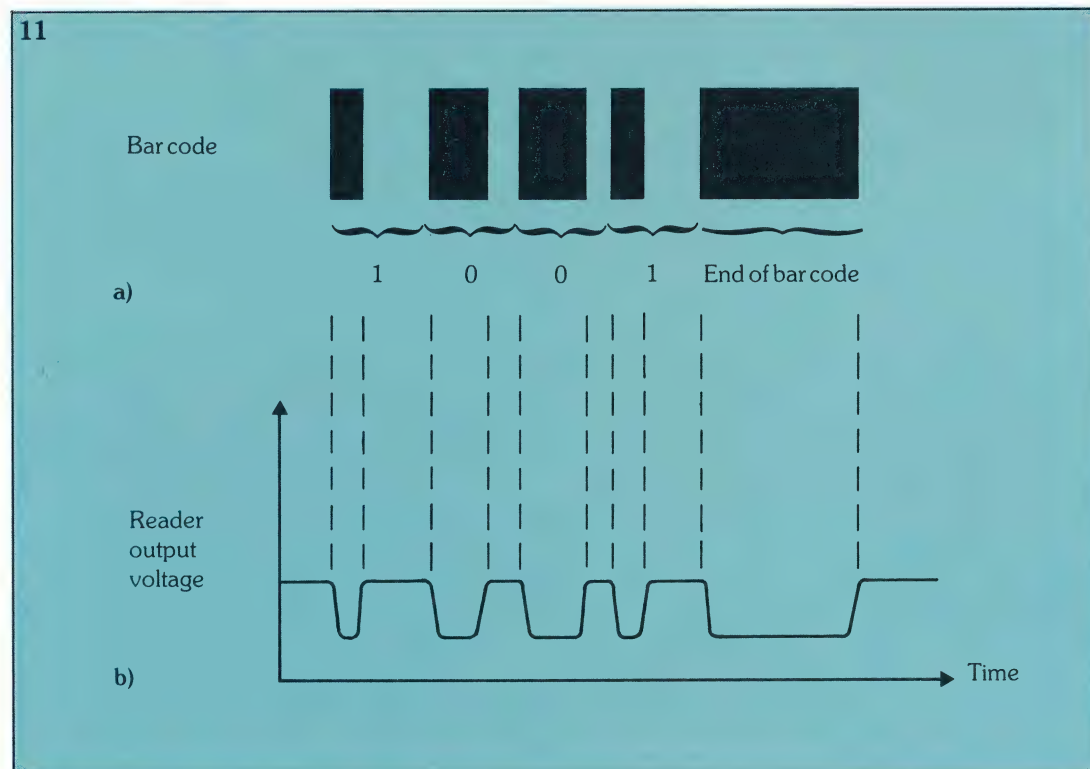 11
Bar code
1 0 0 1 End of bar code
a)
Reader
output
voltage
b)
Time